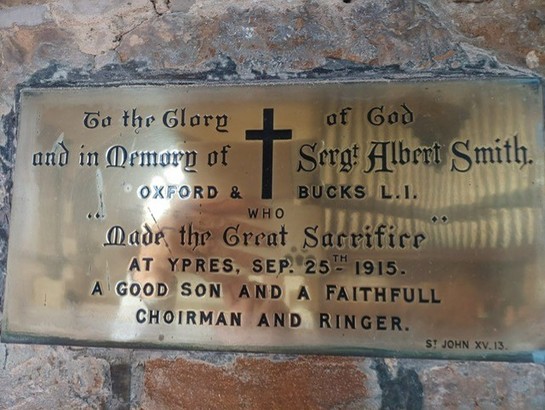 To the Glory of God
and in Memory of Sergt Albert Smith.
OXFORD & BUCKS L.I.
WHO
"Made the Great Sacrifice"
AT YPRES, SEP. 25TH 1915.
A GOOD SON AND A FAITHFULL
CHOIRMAN AND RINGER.
ST JOHN XV.13.